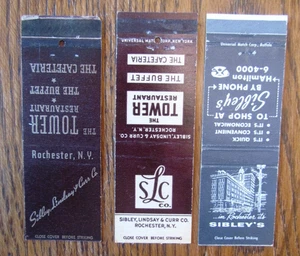 THE CAFETERIA
THE BUFFET
THE
TOWER
RESTAURANT
Rochester, N.Y.
Sibley, Lindsay & Curr Co.
CLOSE COVER BEFORE STRIKING
THE CAFETERIA
THE BUFFET
THE
TOWER
RESTAURANT
SIBLEY, LINDSAY & CURR CO.
ROCHESTER, N.Y.
SLC
CO.
SIBLEY, LINDSAY & CURR CO.
ROCHESTER, N.Y.
CLOSE COVER BEFORE STRIKING
Universal Match Corp., Buffalo
IT'S QUICK
IT'S CONVENIENT
IT'S ECONOMICAL
TO SHOP AT
Sibley's
BY PHONE
HAmilton
6-4000
in Rochester it's
SIBLEY'S
Close Cover Before Striking